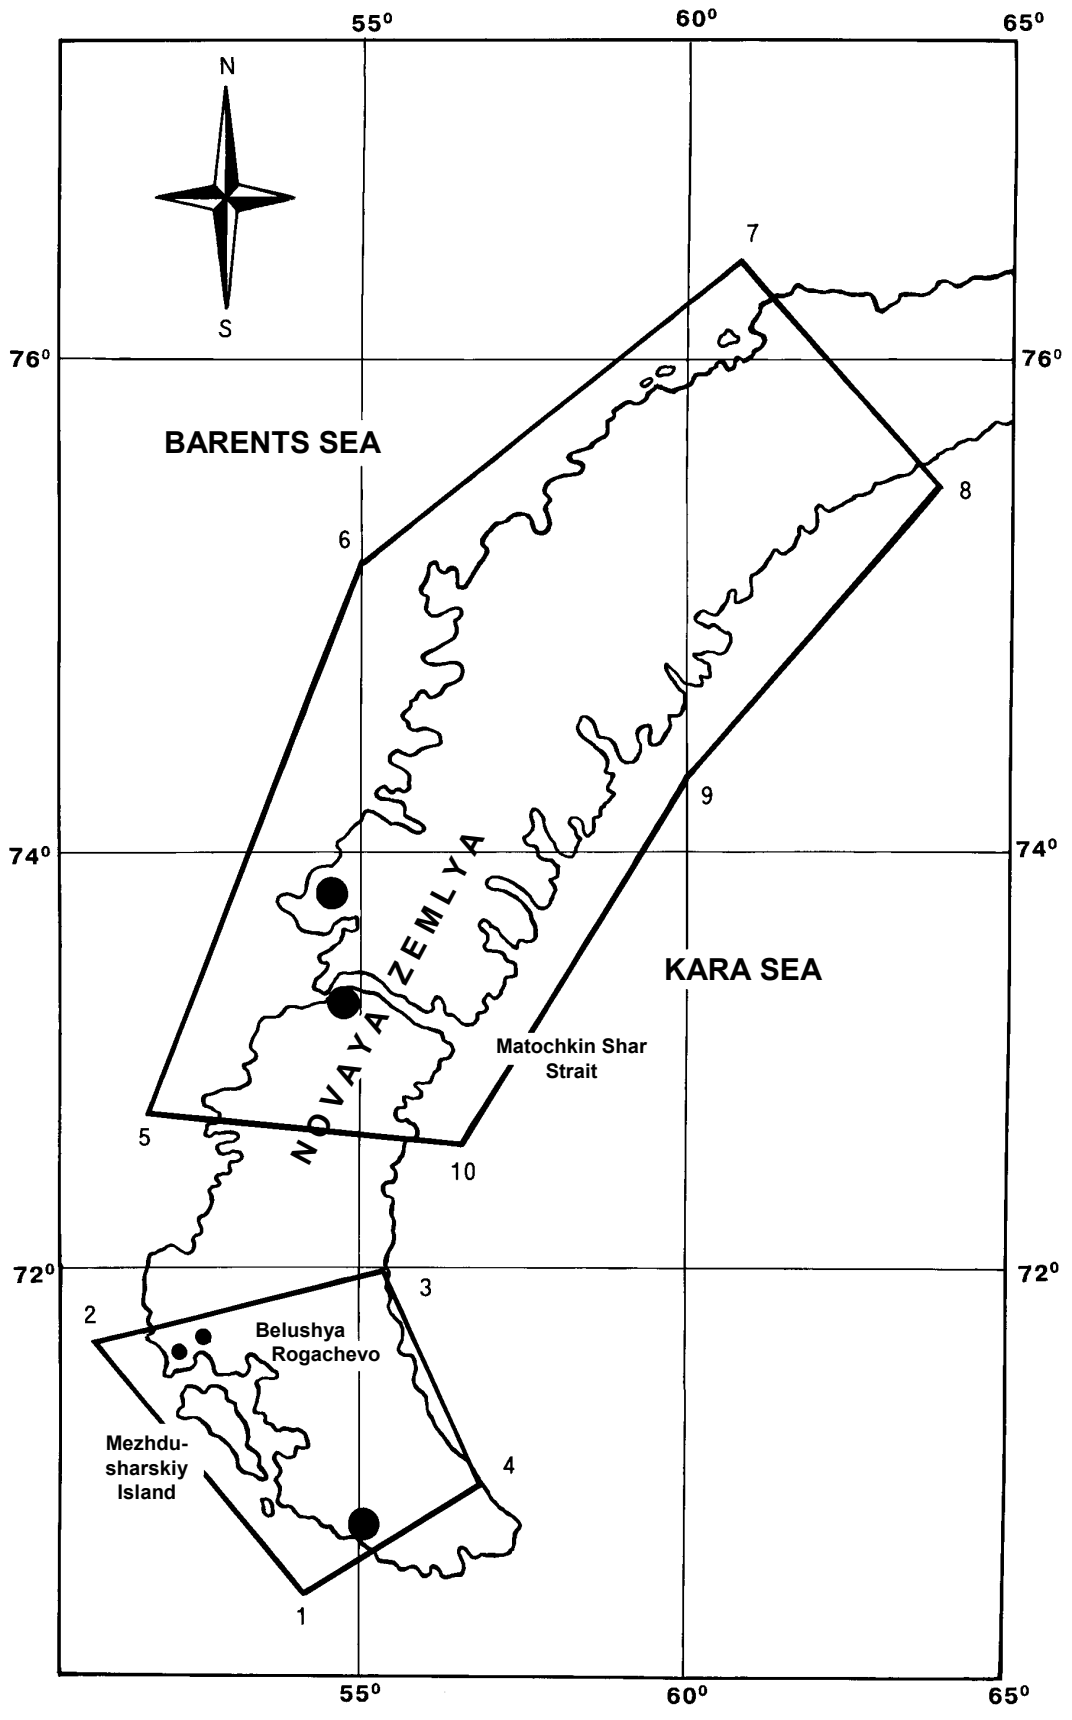 55⁰ 60⁰ 65⁰
N
S
7
76⁰ 76⁰
BARENTS SEA
8
6
9
74⁰ 74⁰
KARA SEA
NOVAYA ZEMLYA
Matochkin Shar
Strait
5
10
72⁰ 72⁰
3
2
Belushya
Rogachevo
Mezhdu-
sharskiy
Island
4
1
55⁰ 60⁰ 65⁰